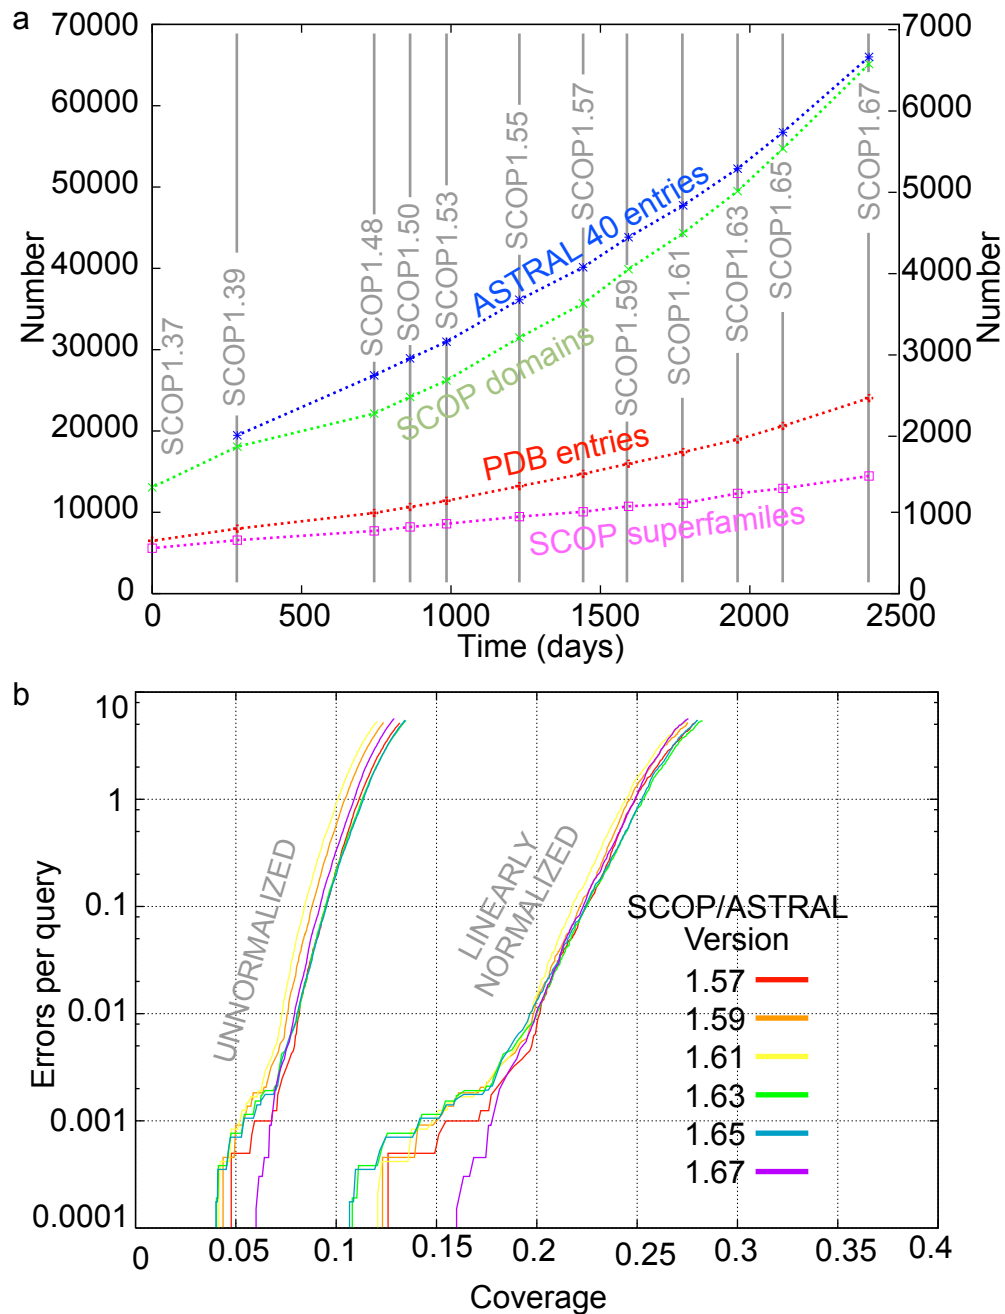 a
70000
60000
50000
40000
30000
20000
10000
0
Number
7000
6000
5000
4000
3000
2000
1000
0
Number
SCOP1.37
SCOP1.39
SCOP1.48
SCOP1.50
SCOP1.53
SCOP1.55
SCOP1.57
SCOP1.59
SCOP1.61
SCOP1.63
SCOP1.65
SCOP1.67
ASTRAL 40 entries
SCOP domains
PDB entries
SCOP superfamiles
0
500
1000
1500
2000
2500
Time (days)
b
10
1
0.1
0.01
0.001
0.0001
Errors per query
UNNORMALIZED
LINEARLY
NORMALIZED
SCOP/ASTRAL
Version
1.57
1.59
1.61
1.63
1.65
1.67
0
0.05
0.1
0.15
0.2
0.25
0.3
0.35
0.4
Coverage